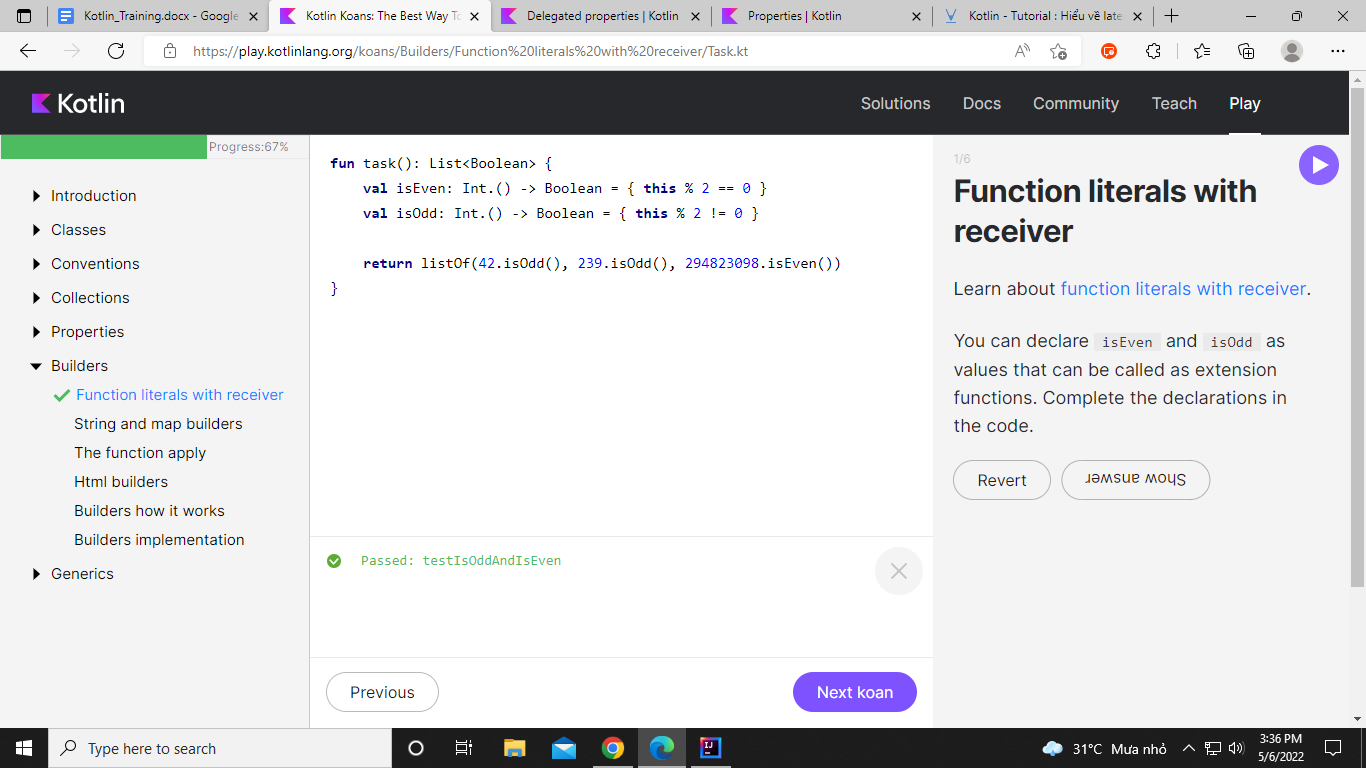 Kotlin_Training.docx - Google
Kotlin Koans: The Best Way To
Delegated properties | Kotlin
Properties | Kotlin
Kotlin - Tutorial : Hiểu về late
https://play.kotlinlang.org/koans/Builders/Function%20literals%20with%20receiver/Task.kt
Kotlin
Solutions
Docs
Community
Teach
Play
Progress:67%
Introduction
Classes
Conventions
Collections
Properties
Builders
Function literals with receiver
String and map builders
The function apply
Html builders
Builders how it works
Builders implementation
Generics
fun task(): List<Boolean> {
    val isEven: Int.() -> Boolean = { this % 2 == 0 }
    val isOdd: Int.() -> Boolean = { this % 2 != 0 }
    return listOf(42.isOdd(), 239.isOdd(), 294823098.isEven())
}
Passed: testIsOddAndIsEven
Previous
Next koan
1/6
Function literals with
receiver
Learn about function literals with receiver.
You can declare isEven and isOdd as
values that can be called as extension
functions. Complete the declarations in
the code.
Revert
Show answer
Type here to search
31°C Mưa nhỏ
3:36 PM
5/6/2022